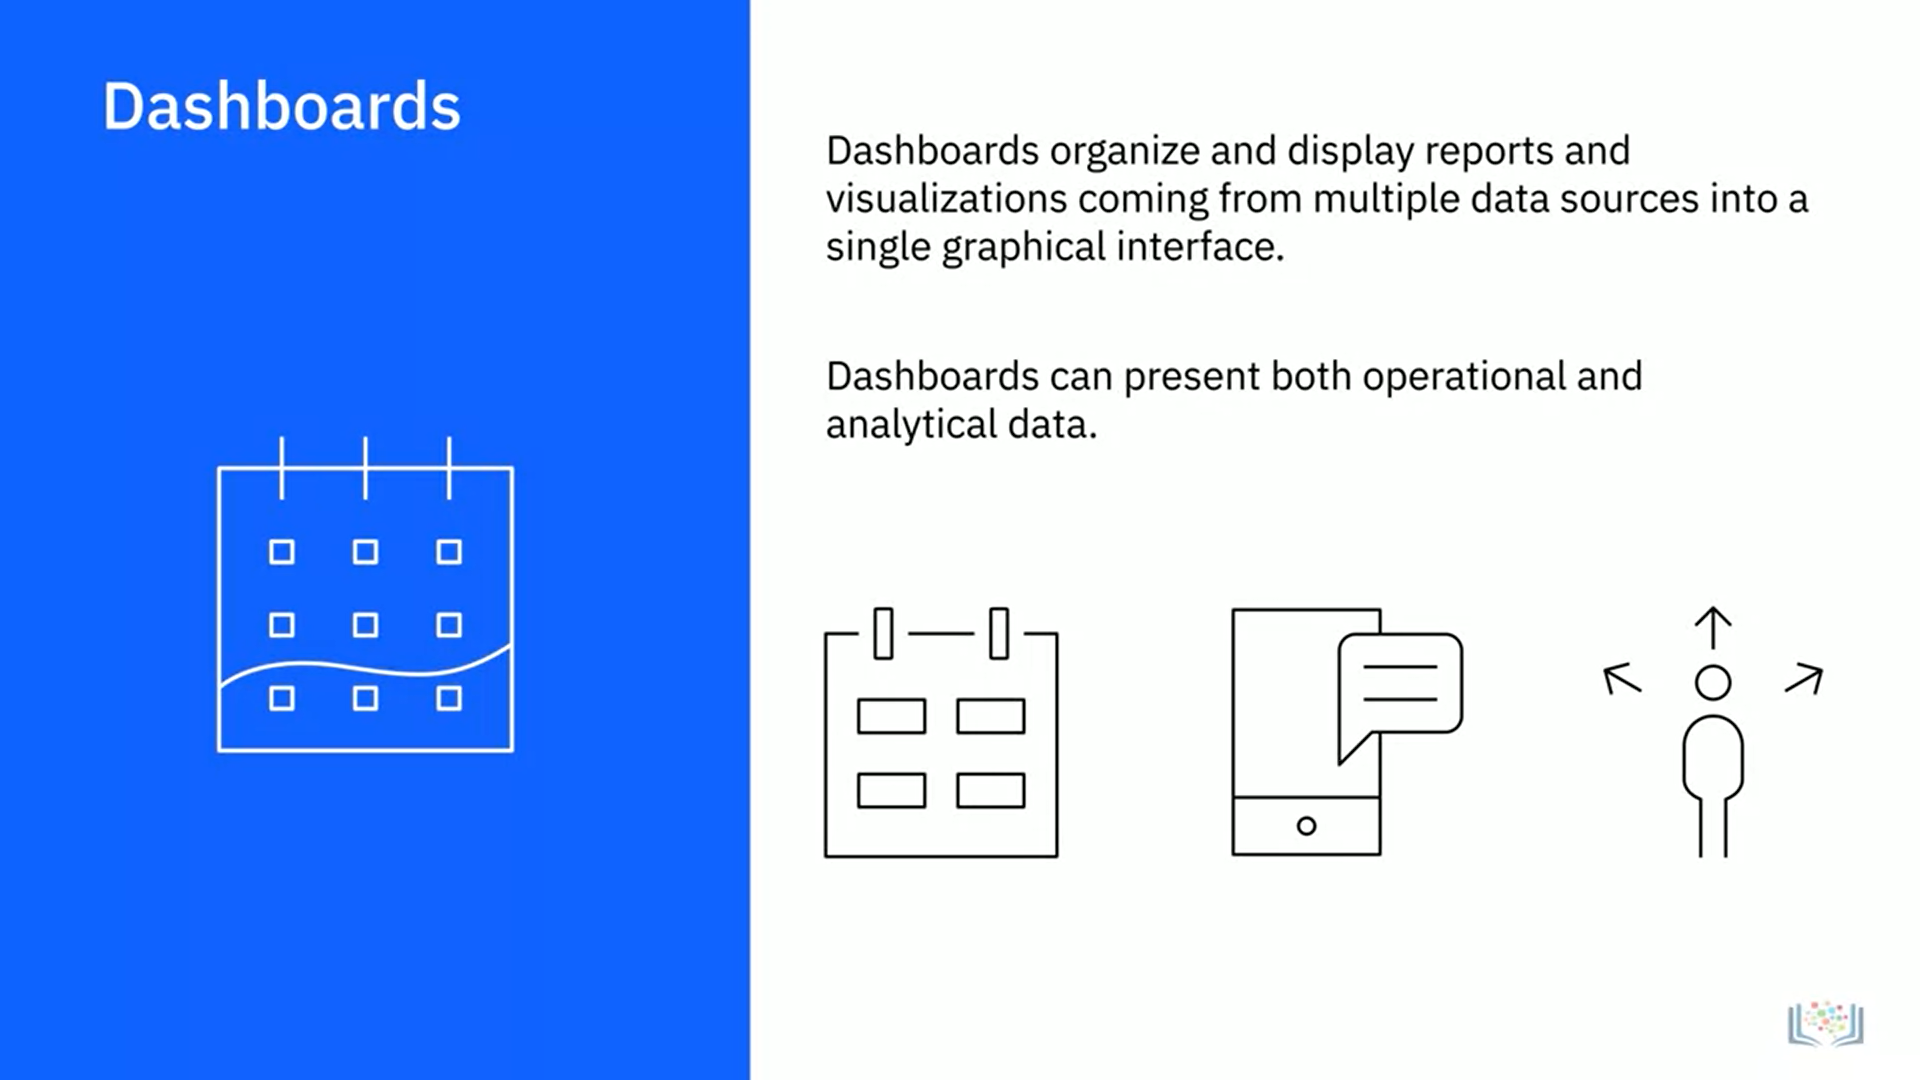 Dashboards
Dashboards organize and display reports and
visualizations coming from multiple data sources into a
single graphical interface.
Dashboards can present both operational and
analytical data.